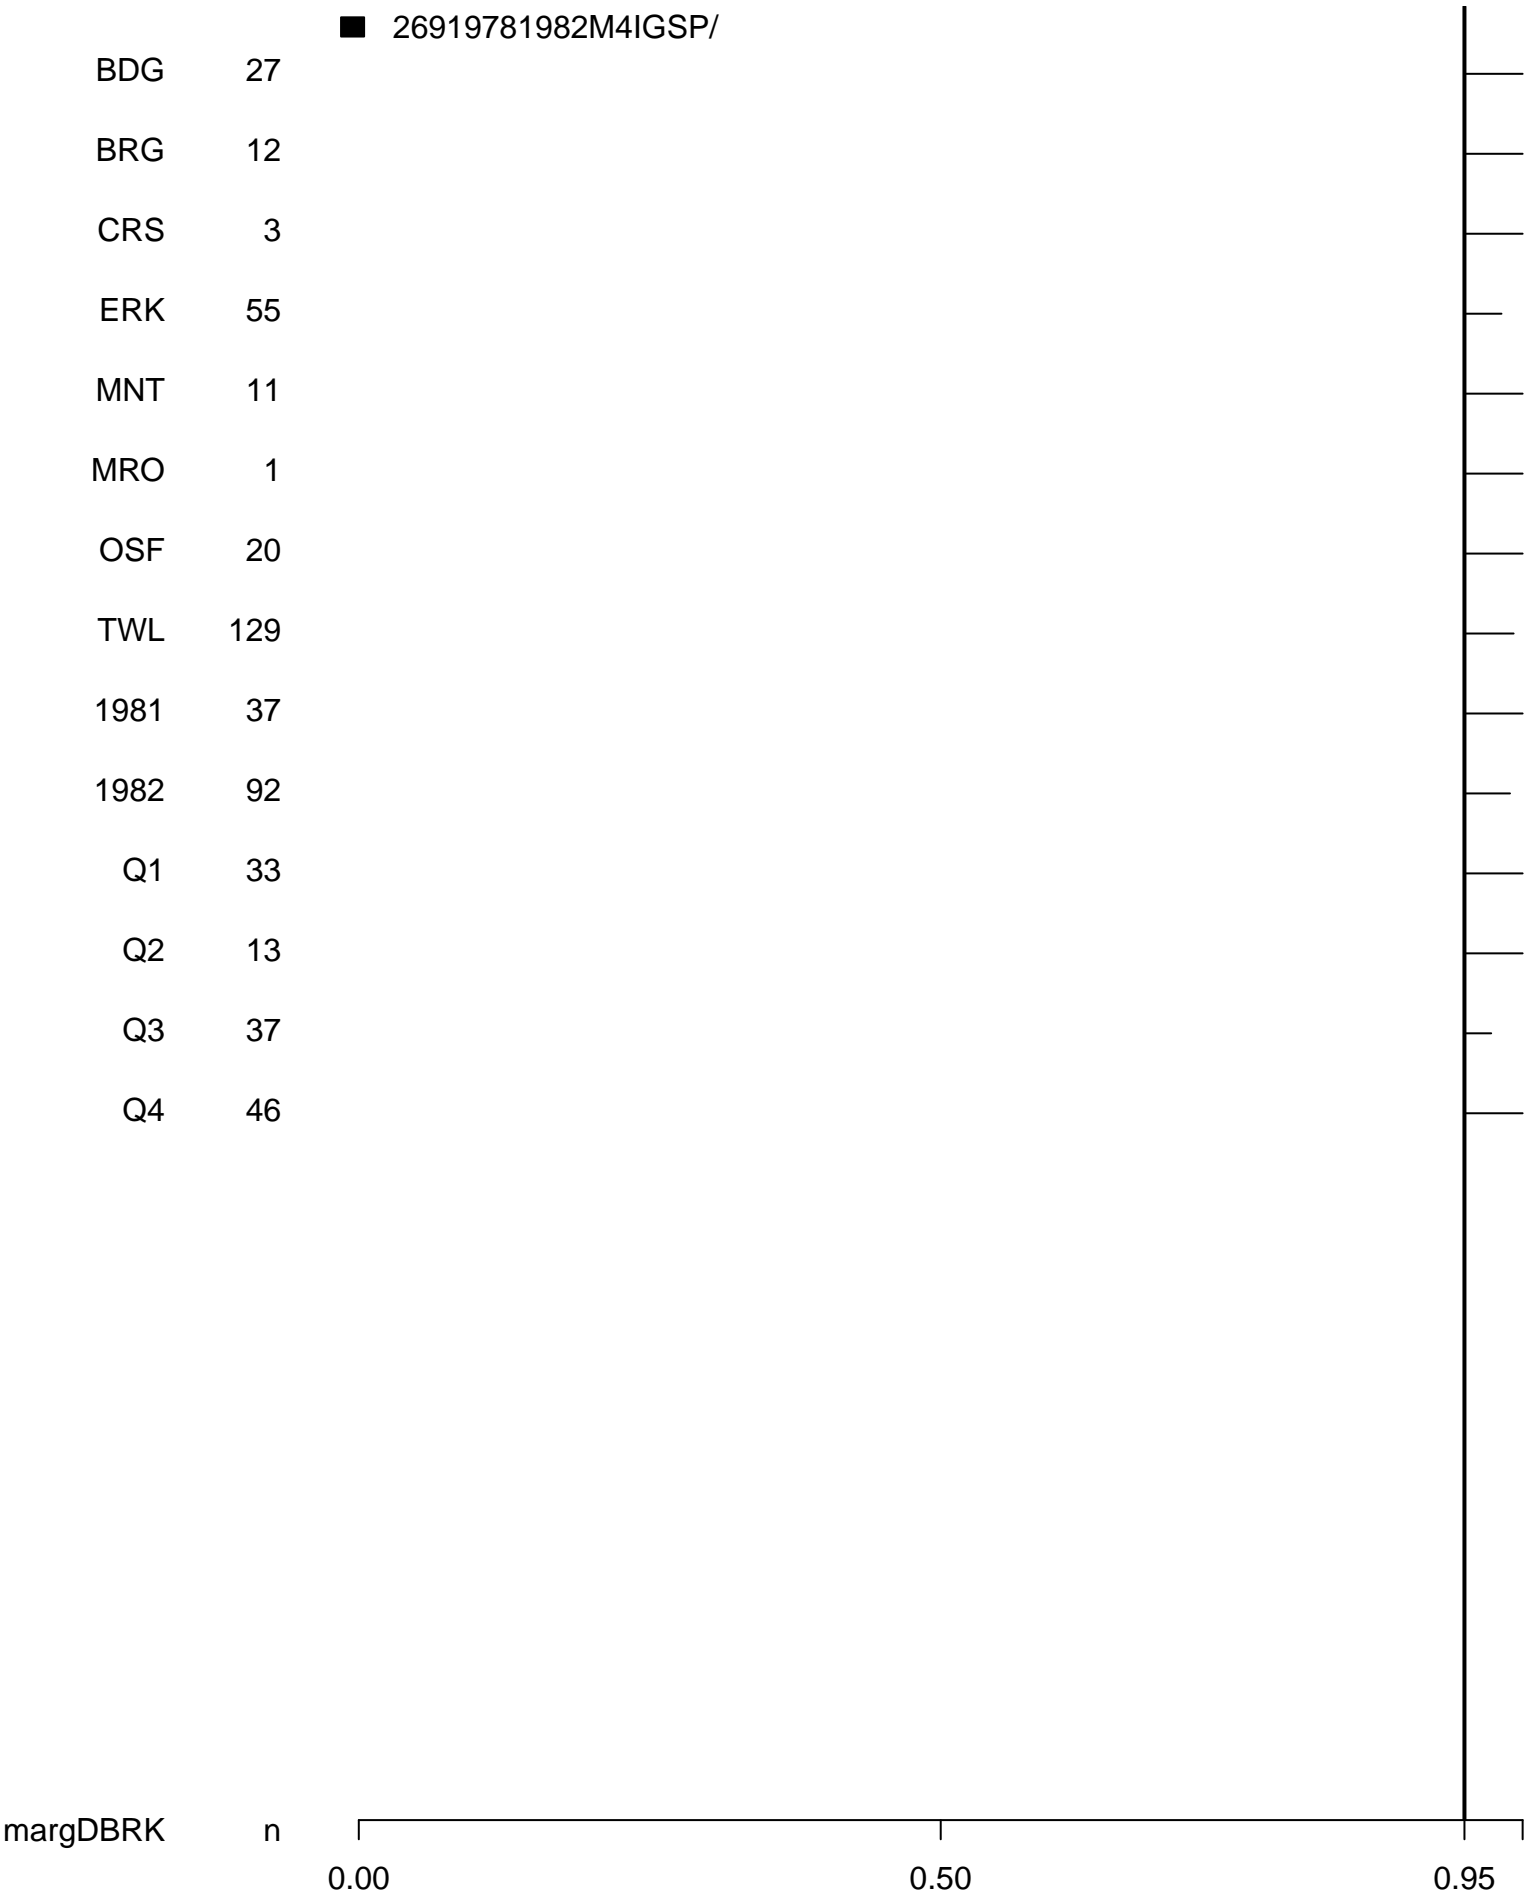 26919781982M4IGSP/
BDG 27
BRG 12
CRS 3
ERK 55
MNT 11
MRO 1
OSF 20
TWL 129
1981 37
1982 92
Q1 33
Q2 13
Q3 37
Q4 46
margDBRK n
0.00 0.50 0.95